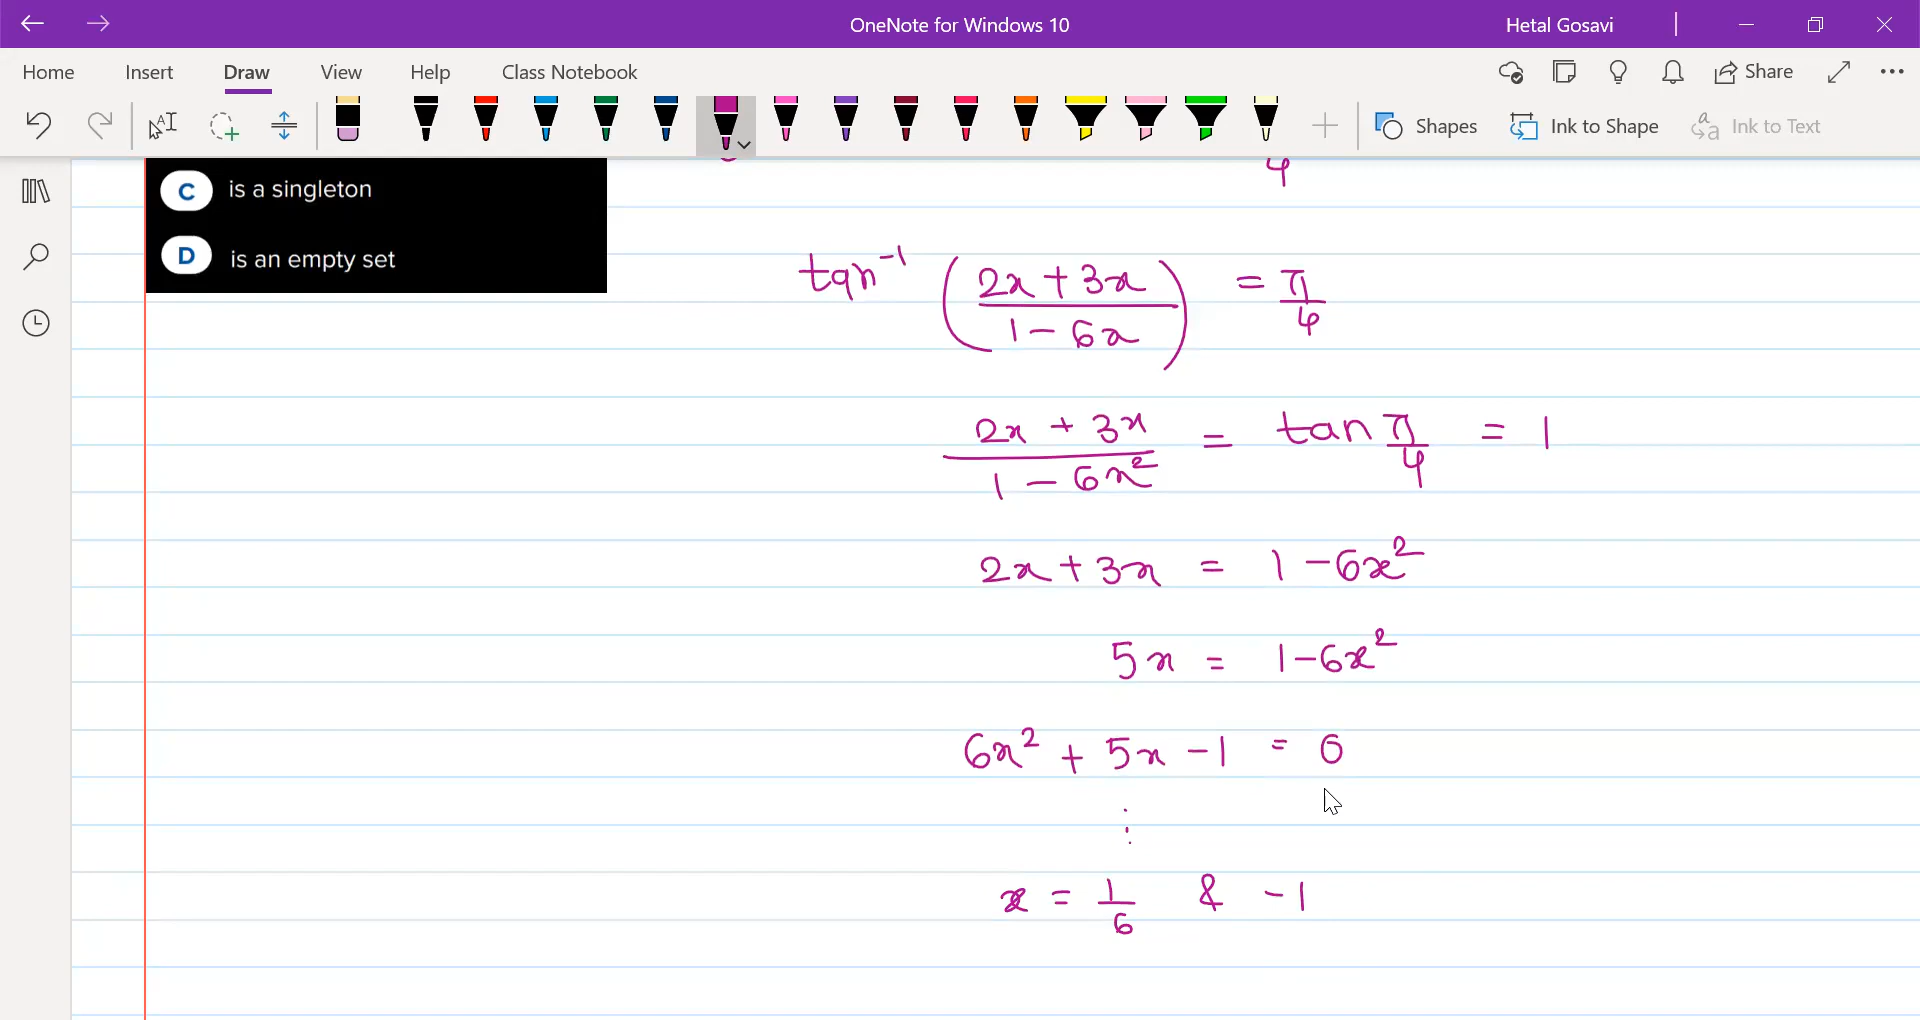 OneNote for Windows 10
Hetal Gosavi
Home Insert Draw View Help Class Notebook
Share
Shapes Ink to Shape Ink to Text
C is a singleton
D is an empty set
4
tan⁻¹ ( (2x + 3x) / (1 - 6x) ) = π/4
(2x + 3x) / (1 - 6x²) = tan π/4 = 1
2x + 3x = 1 - 6x²
5x = 1 - 6x²
6x² + 5x - 1 = 0
⋮
x = 1/6 & -1